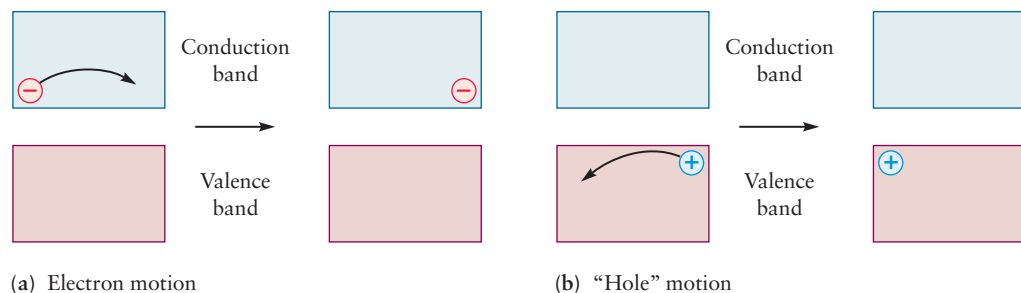 Conduction
band
Valence
band
(a) Electron motion
Conduction
band
Valence
band
(b) “Hole” motion